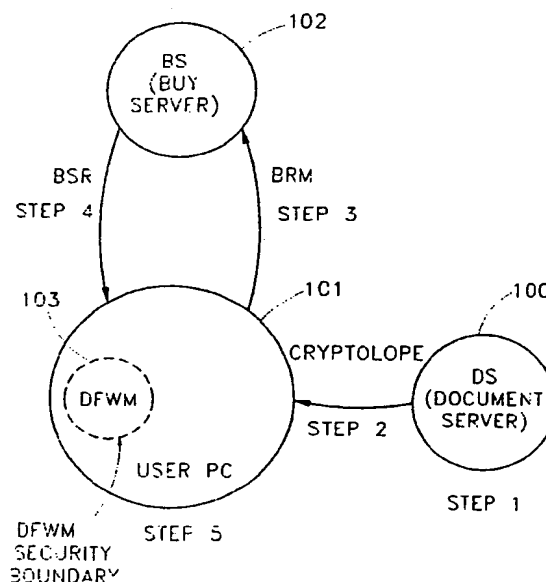 102
BS
(BUY
SERVER)
BSR
STEP 4
BRM
STEP 3
103
101
100
CRYPTOLOPE
DS
(DOCUMENT
SERVER)
DFWM
STEP 2
USER PC
STEP 1
STEP 5
DFWM
SECURITY
BOUNDARY